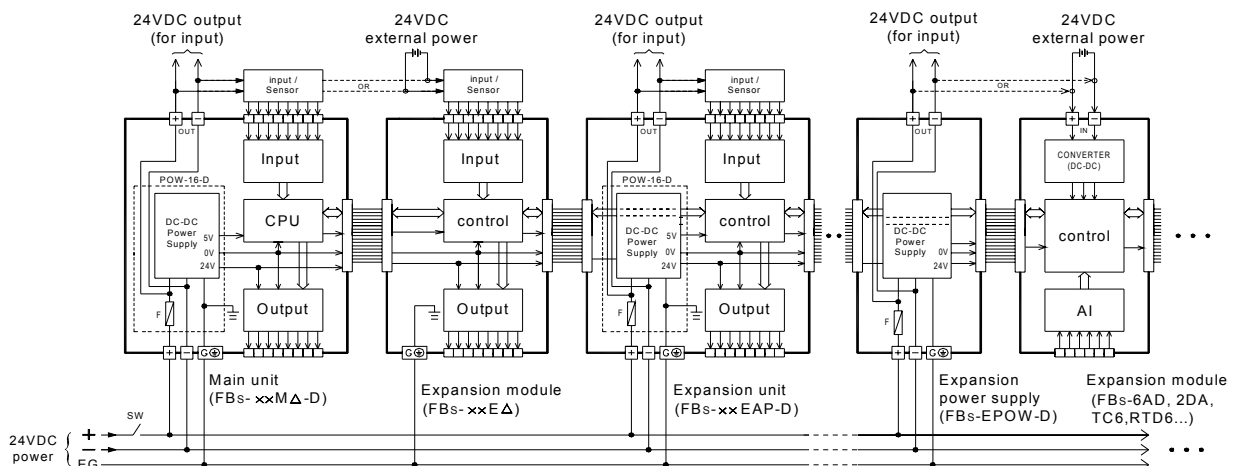 24VDC output
(for input)
24VDC
external power
24VDC output
(for input)
24VDC output
(for input)
24VDC
external power
input /
Sensor
OR
input /
Sensor
input /
Sensor
OR
+ −
OUT
Input
POW-16-D
DC-DC
Power
Supply
5V
0V
24V
CPU
F
Output
+ − G
Input
control
Output
G
+ −
OUT
Input
POW-16-D
DC-DC
Power
Supply
5V
0V
24V
control
F
Output
+ − G
• •
+ −
OUT
DC-DC
Power
Supply
5V
0V
24V
F
+ − G
+ −
IN
CONVERTER
(DC-DC)
control
AI
• • •
Main unit
(FBs- ××M△-D)
Expansion module
(FBs- ××E△)
Expansion unit
(FBs-××EAP-D)
Expansion
power supply
(FBs-EPOW-D)
Expansion module
(FBs-6AD, 2DA,
TC6,RTD6...)
SW
24VDC
power
+
−
EG
• • •